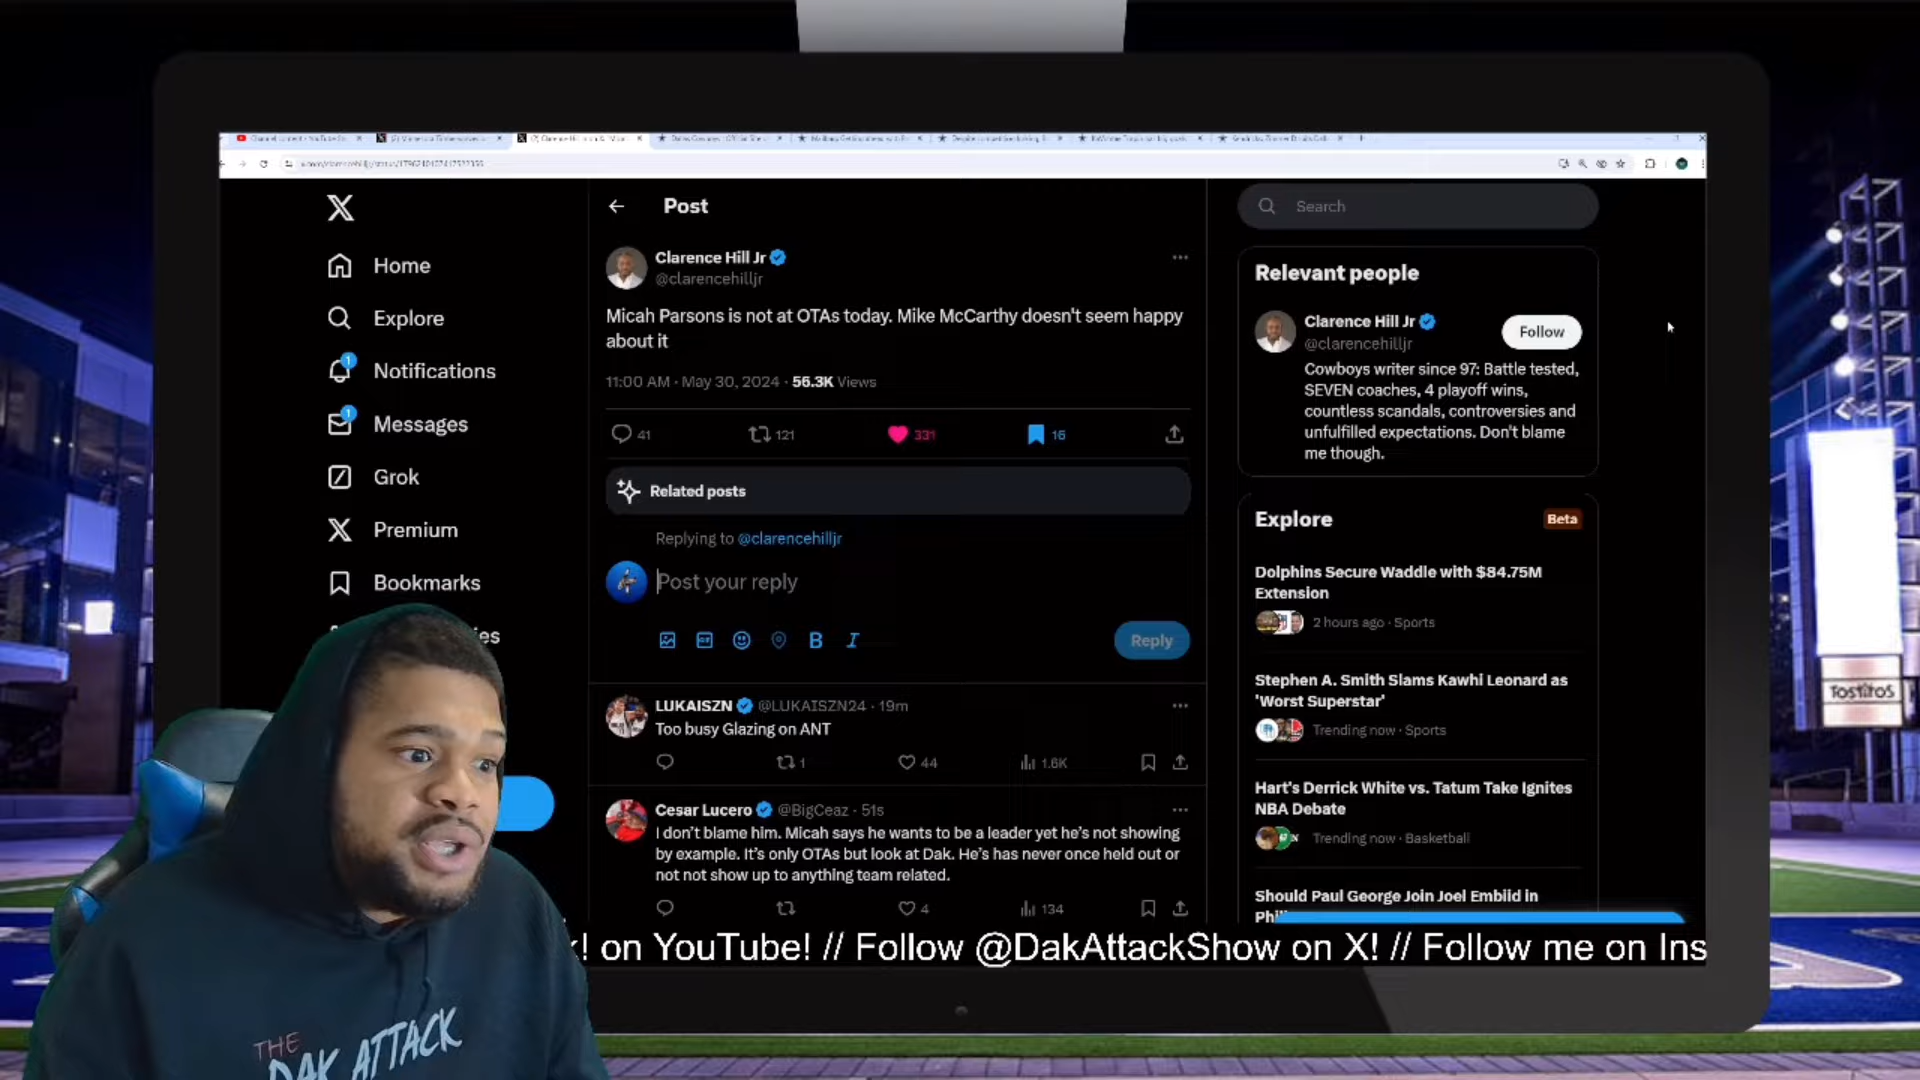 Post
Search
Home
Explore
Notifications
1
Messages
1
Grok
Premium
Bookmarks
es
Clarence Hill Jr
@clarencehilljr
Micah Parsons is not at OTAs today. Mike McCarthy doesn't seem happy
about it
11:00 AM · May 30, 2024 · 56.3K Views
41
121
331
16
Related posts
Replying to @clarencehilljr
Post your reply
GIF
B
I
Reply
LUKAISZN @LUKAISZN24 · 19m
Too busy Glazing on ANT
1
44
1.6K
Cesar Lucero @BigCeaz · 51s
I don't blame him. Micah says he wants to be a leader yet he's not showing
by example. It's only OTAs but look at Dak. He's has never once held out or
not not show up to anything team related.
4
134
Relevant people
Clarence Hill Jr
@clarencehilljr
Follow
Cowboys writer since 97: Battle tested,
SEVEN coaches, 4 playoff wins,
countless scandals, controversies and
unfulfilled expectations. Don't blame
me though.
Explore
Beta
Dolphins Secure Waddle with $84.75M
Extension
2 hours ago · Sports
Stephen A. Smith Slams Kawhi Leonard as
'Worst Superstar'
Trending now · Sports
Hart's Derrick White vs. Tatum Take Ignites
NBA Debate
Trending now · Basketball
Should Paul George Join Joel Embiid in
Phi
Tostitos
k! on YouTube! // Follow @DakAttackShow on X! // Follow me on Ins
THE
DAK ATTACK